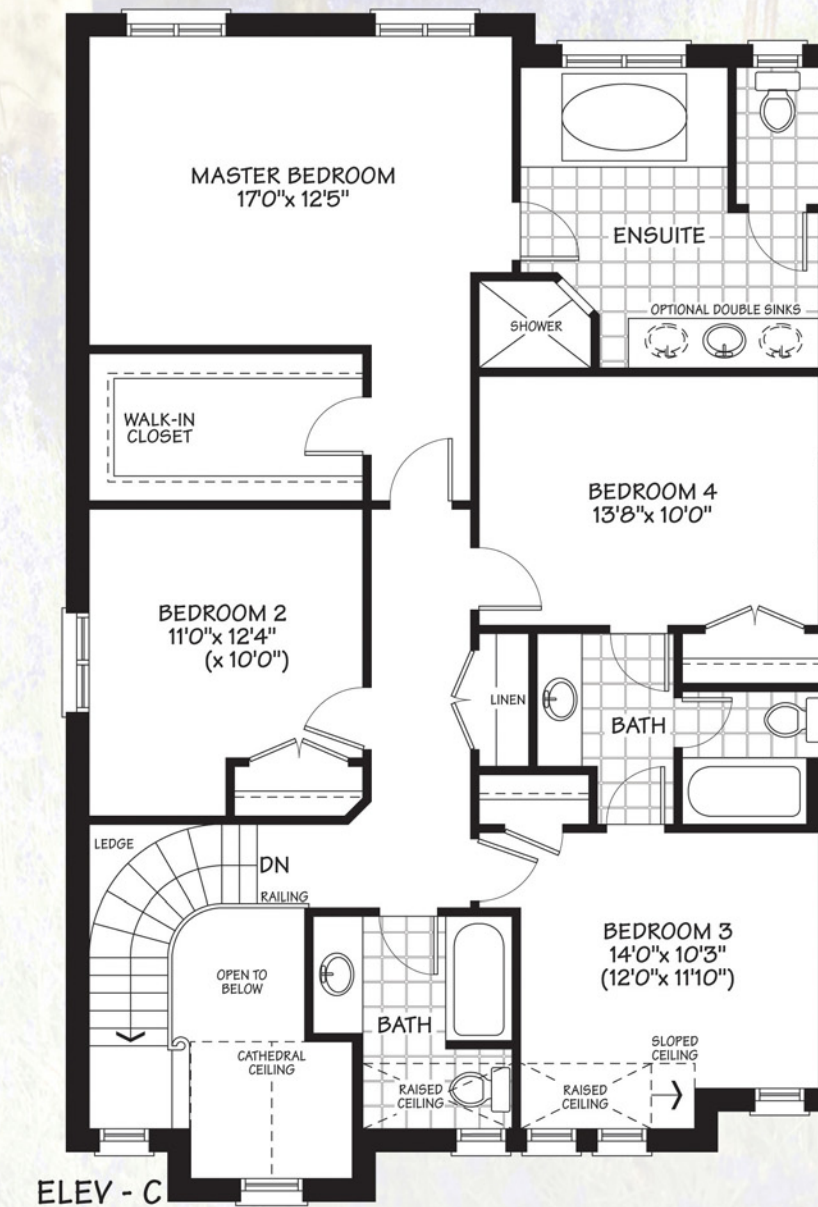 MASTER BEDROOM
17'0"x 12'5"
ENSUITE
OPTIONAL DOUBLE SINKS
SHOWER
WALK-IN
CLOSET
BEDROOM 4
13'8"x 10'0"
BEDROOM 2
11'0"x 12'4"
(x 10'0")
LINEN
BATH
LEDGE
DN
RAILING
BEDROOM 3
14'0"x 10'3"
(12'0"x 11'10")
OPEN TO
BELOW
BATH
CATHEDRAL
CEILING
SLOPED
CEILING
RAISED
CEILING
RAISED
CEILING
ELEV - C